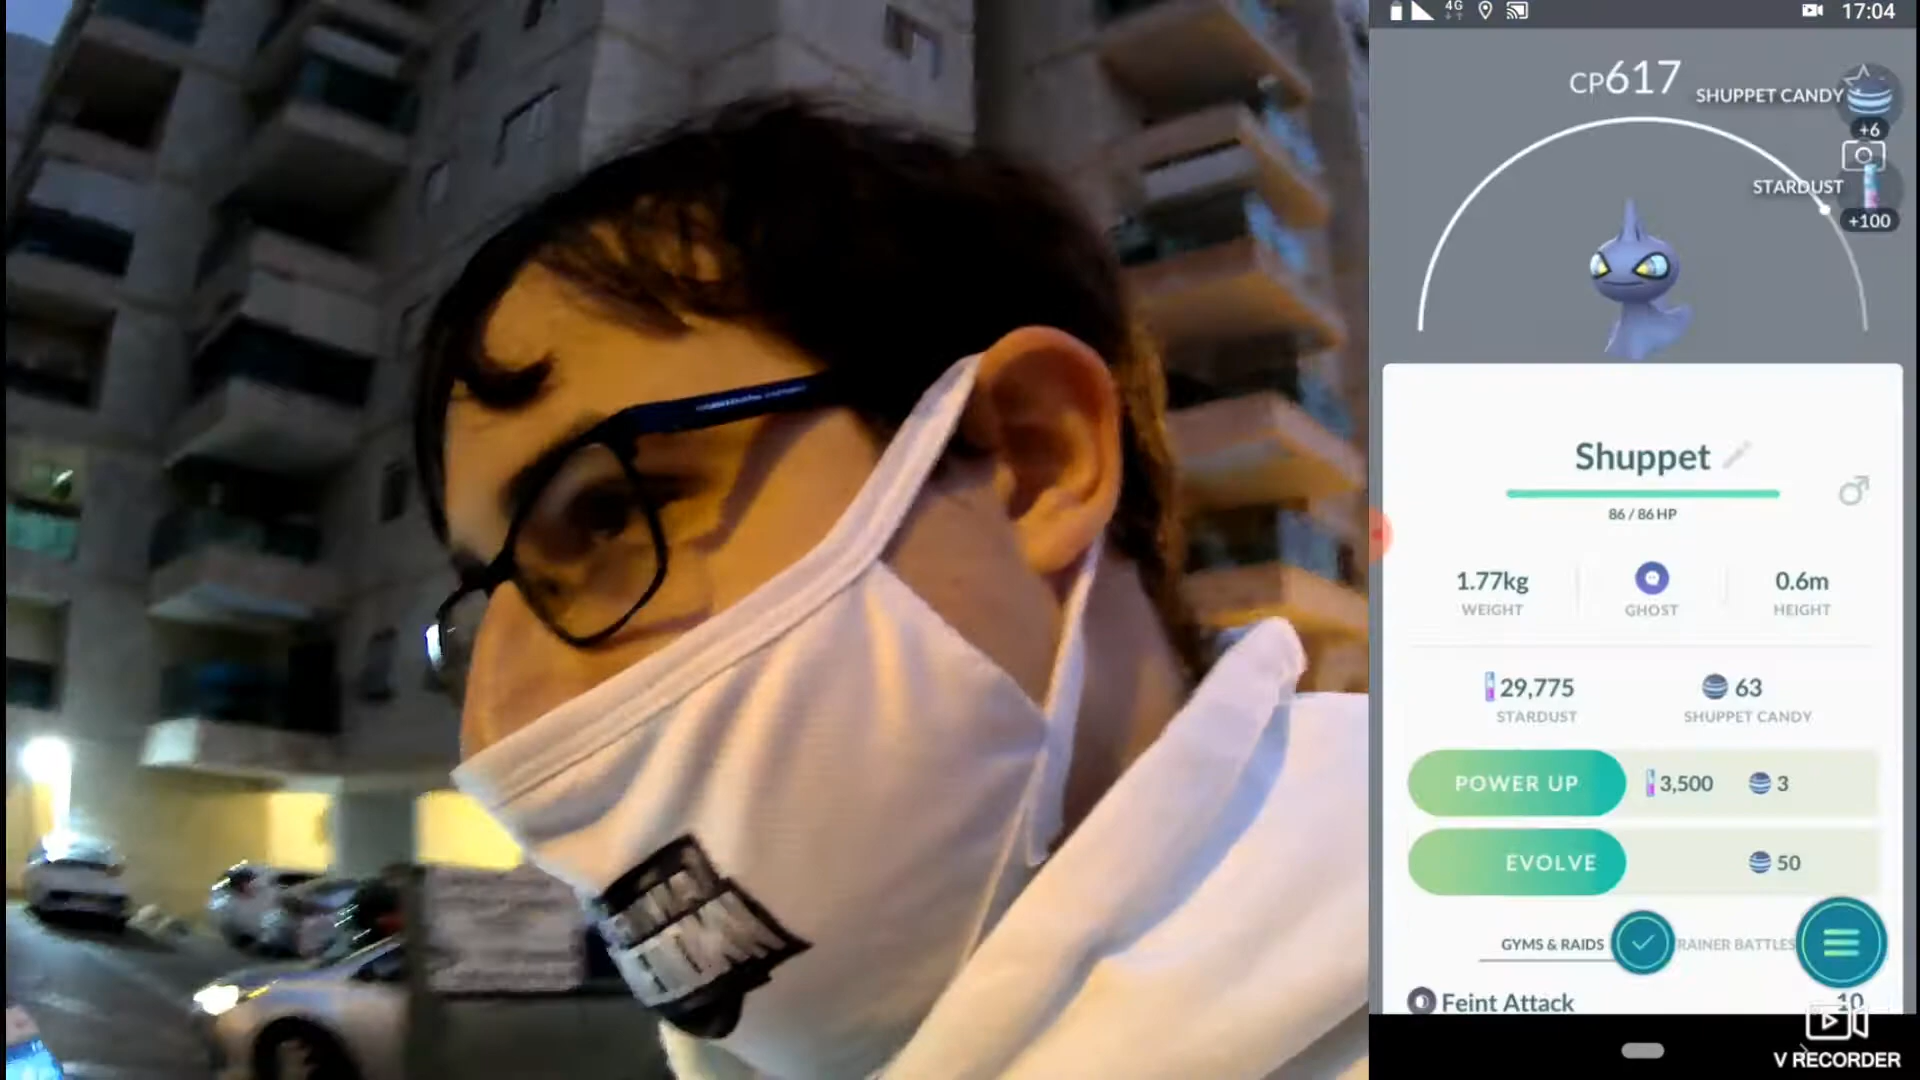 4G
17:04
CP617
SHUPPET CANDY
+6
STARDUST
+100
Shuppet
86 / 86 HP
1.77kg
WEIGHT
GHOST
0.6m
HEIGHT
29,775
STARDUST
63
SHUPPET CANDY
POWER UP
3,500
3
EVOLVE
50
GYMS & RAIDS
RAINER BATTLES
Feint Attack
10
V RECORDER